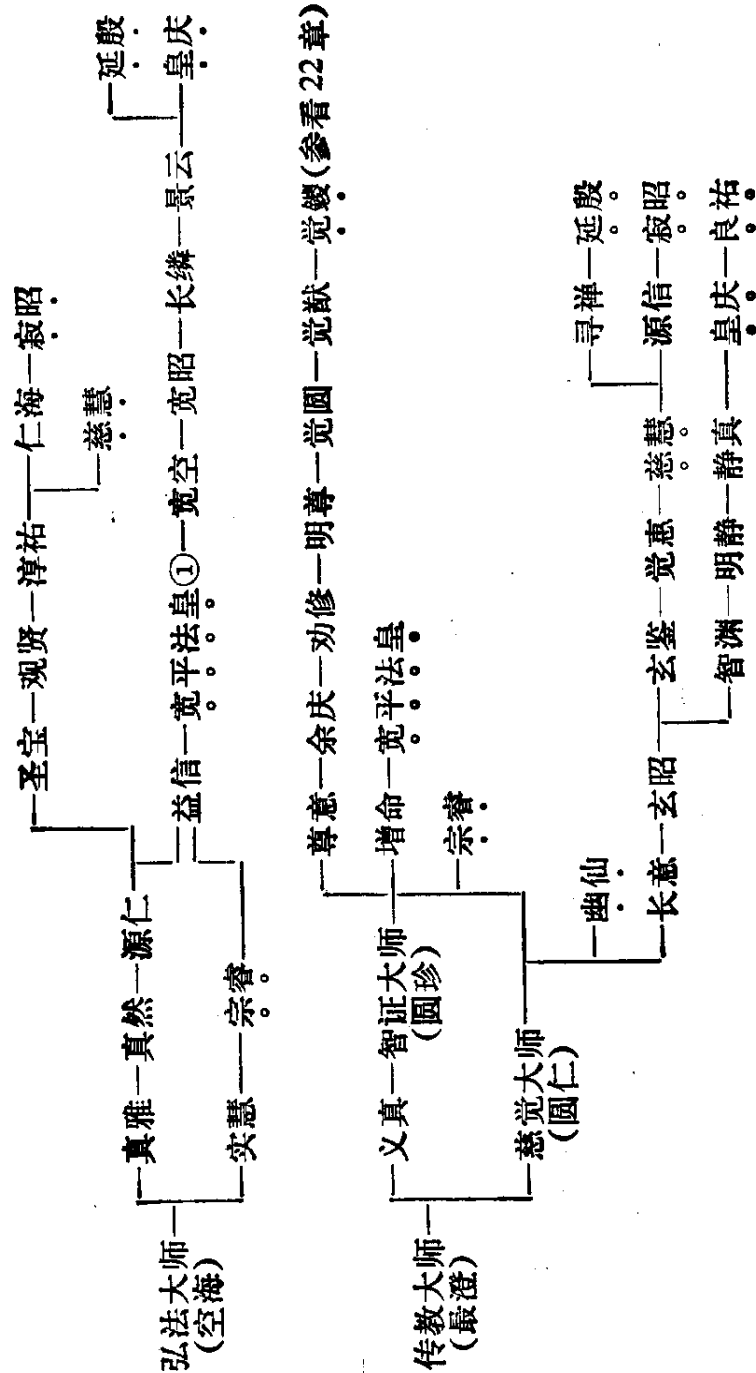 弘法大师
(空海)
真雅—真然—源仁
圣宝—观贤—淳祐—仁海—寂昭
慈慧
实慧—宗睿
益信—宽平法皇①—宽空—宽昭—长缮—景云—皇庆
延殷
传教大师
(最澄)
义真—智证大师
(圆珍)
尊意—余庆—劝修—明尊—觉圆—觉猷—觉鑁(参看22章)
增命—宽平法皇
宗睿
慈觉大师
(圆仁)
幽仙
长意—玄昭—玄鉴—觉惠—慈慧—源信—寂昭
寻禅—延殷
智渊—明静—静真—皇庆—良祐